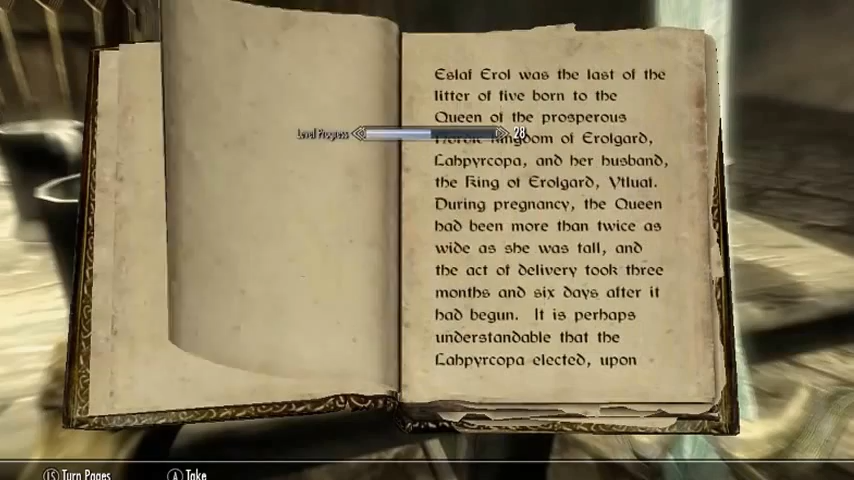 Eslaf Erol was the last of the
litter of five born to the
Queen of the prosperous
Level Progress 28
Nordic kingdom of Erolgard,
Lahpyrcopa, and her husband,
the King of Erolgard, Ytluaf.
During pregnancy, the Queen
had been more than twice as
wide as she was tall, and
the act of delivery took three
months and six days after it
had begun. It is perhaps
understandable that the
Lahpyrcopa elected, upon
LS Turn Pages A Take